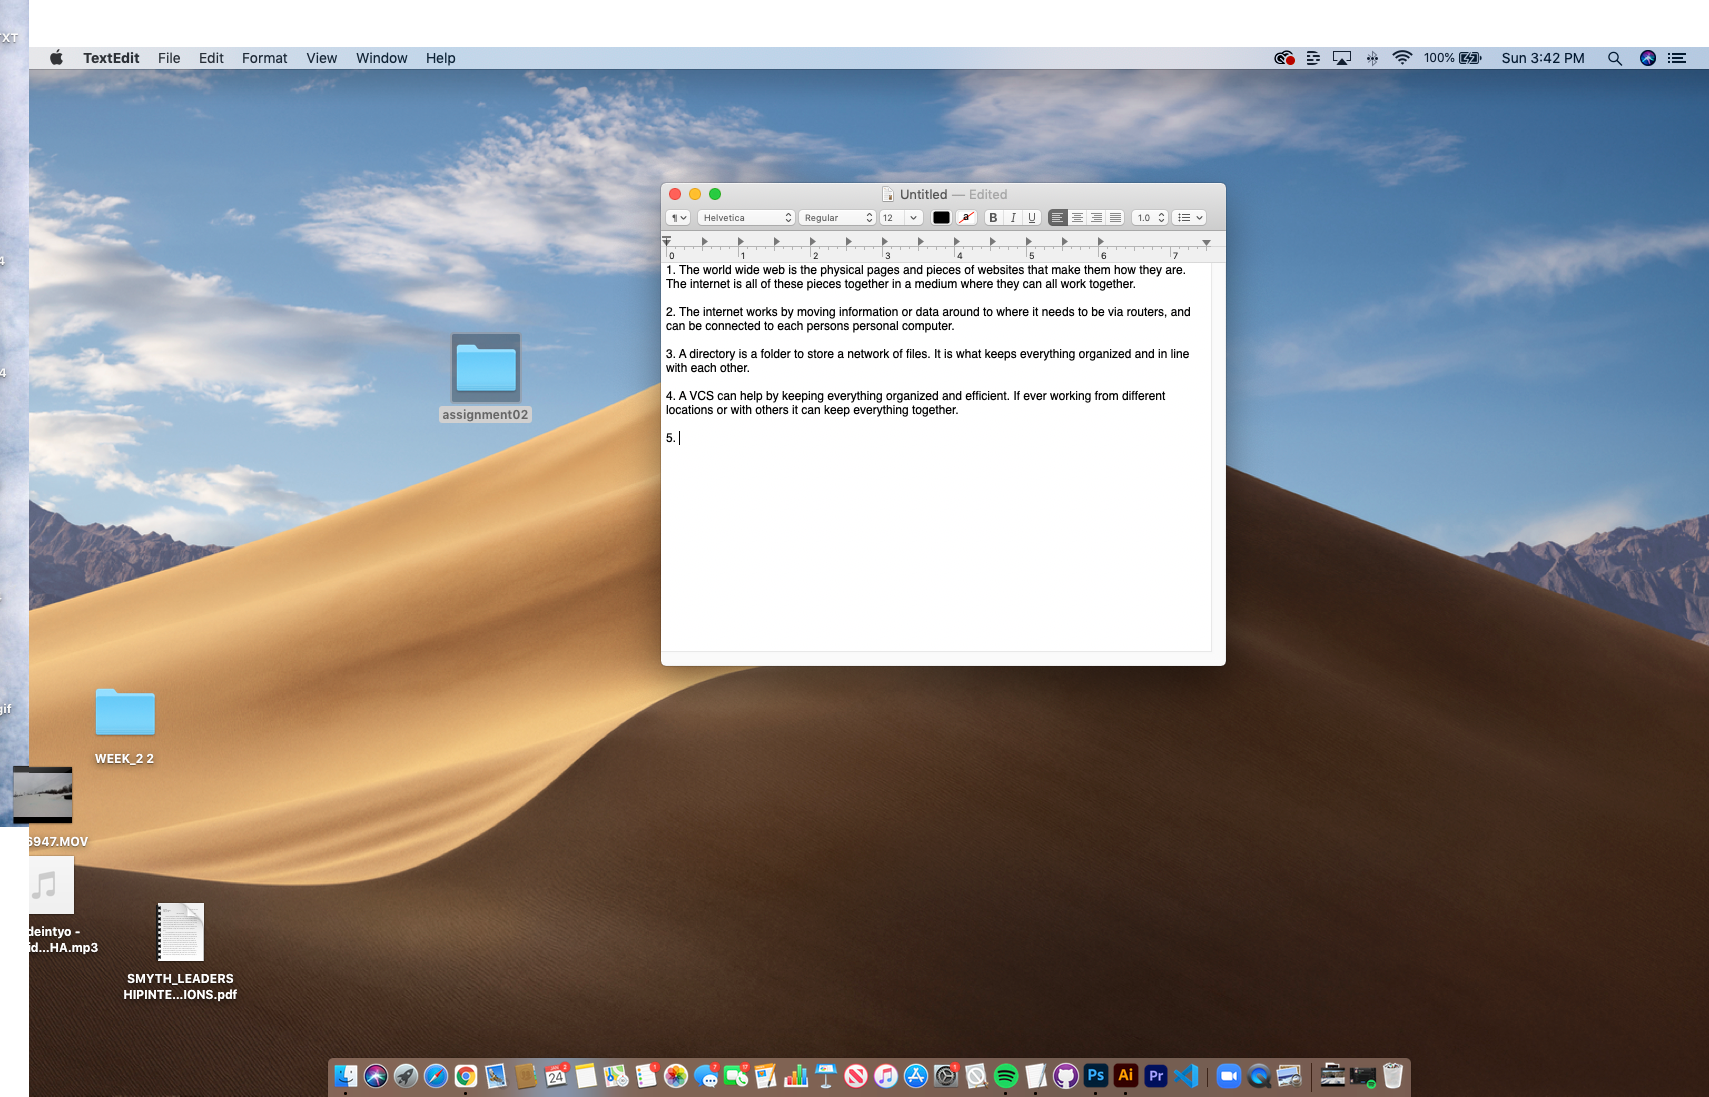 TXT
TextEdit File Edit Format View Window Help
100%
Sun 3:42 PM
Untitled — Edited
Helvetica
Regular
12
a
B I U
1.0
0 1 2 3 4 5 6 7
1. The world wide web is the physical pages and pieces of websites that make them how they are.
The internet is all of these pieces together in a medium where they can all work together.
2. The internet works by moving information or data around to where it needs to be via routers, and
can be connected to each persons personal computer.
3. A directory is a folder to store a network of files. It is what keeps everything organized and in line
with each other.
4. A VCS can help by keeping everything organized and efficient. If ever working from different
locations or with others it can keep everything together.
5.
assignment02
4
4
gif
WEEK_2 2
6947.MOV
deintyo -
id...HA.mp3
SMYTH_LEADERS
HIPINTE...IONS.pdf
24
Ps
Ai
Pr